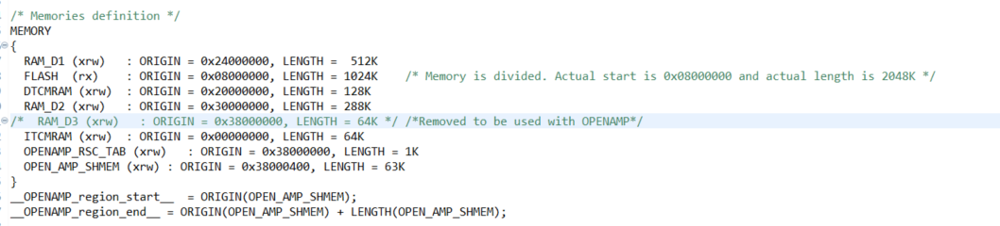 /* Memories definition */
MEMORY
{
RAM_D1 (xrw)   : ORIGIN = 0x24000000, LENGTH =  512K
FLASH  (rx)    : ORIGIN = 0x08000000, LENGTH = 1024K    /* Memory is divided. Actual start is 0x08000000 and actual length is 2048K */
DTCMRAM (xrw)  : ORIGIN = 0x20000000, LENGTH = 128K
RAM_D2 (xrw)   : ORIGIN = 0x30000000, LENGTH = 288K
/*  RAM_D3 (xrw)   : ORIGIN = 0x38000000, LENGTH = 64K */ /*Removed to be used with OPENAMP*/
ITCMRAM (xrw)  : ORIGIN = 0x00000000, LENGTH = 64K
OPENAMP_RSC_TAB (xrw)   : ORIGIN = 0x38000000, LENGTH = 1K
OPEN_AMP_SHMEM (xrw) : ORIGIN = 0x38000400, LENGTH = 63K
}
__OPENAMP_region_start__  = ORIGIN(OPEN_AMP_SHMEM);
__OPENAMP_region_end__ = ORIGIN(OPEN_AMP_SHMEM) + LENGTH(OPEN_AMP_SHMEM);